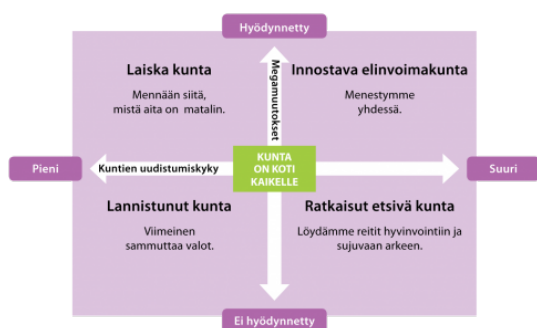 Hyödynnetty
Laiska kunta
Mennään siitä,
mistä aita on matalin.
Megamuutokset
Innostava elinvoimakunta
Menestymme
yhdessä.
Pieni
Kuntien uudistumiskyky
KUNTA
ON KOTI
KAIKELLE
Suuri
Lannistunut kunta
Viimeinen
sammuttaa valot.
Ratkaisut etsivä kunta
Löydämme reitit hyvinvointiin ja
sujuvaan arkeen.
Ei hyödynnetty